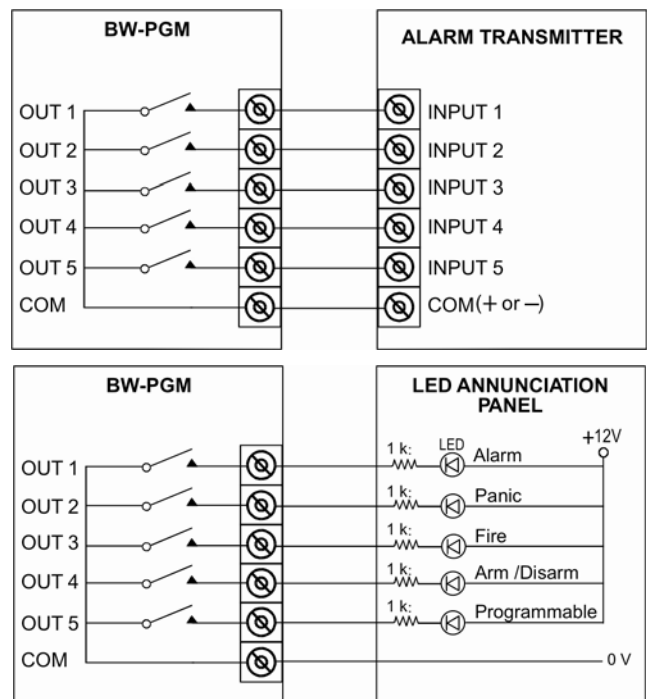 BW-PGM
OUT 1
OUT 2
OUT 3
OUT 4
OUT 5
COM
ALARM TRANSMITTER
INPUT 1
INPUT 2
INPUT 3
INPUT 4
INPUT 5
COM(+ or −)
BW-PGM
OUT 1
OUT 2
OUT 3
OUT 4
OUT 5
COM
LED ANNUNCIATION
PANEL
+12V
1 k: LED Alarm
1 k: Panic
1 k: Fire
1 k: Arm /Disarm
1 k: Programmable
0 V